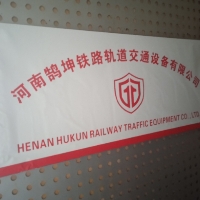 河南鹄坤铁路轨道交通设备有限公司
HENAN HUKUN RAILWAY TRAFFIC EQUIPMENT CO., LTD